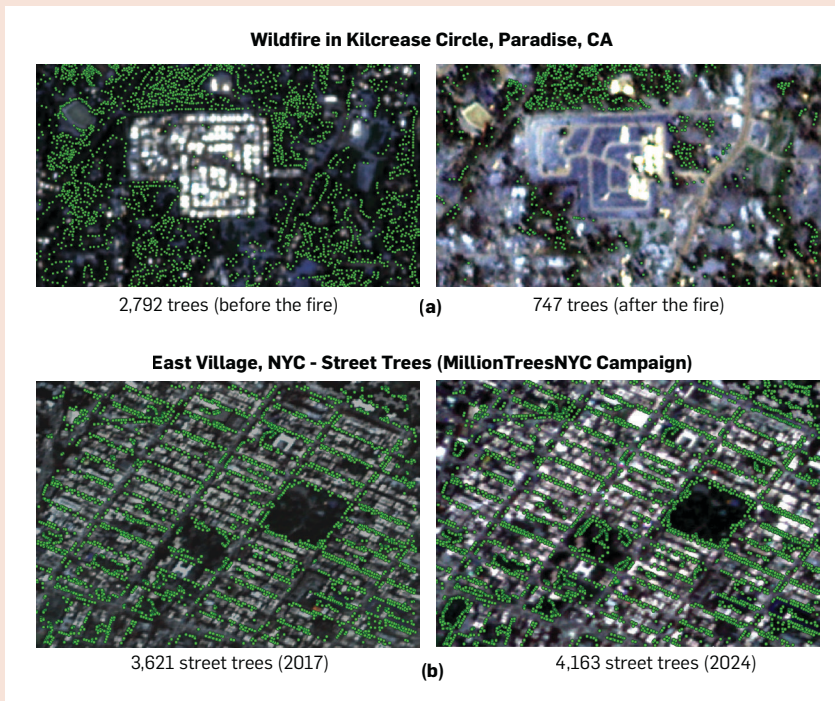 Wildfire in Kilcrease Circle, Paradise, CA
2,792 trees (before the fire)
(a)
747 trees (after the fire)
East Village, NYC - Street Trees (MillionTreesNYC Campaign)
3,621 street trees (2017)
(b)
4,163 street trees (2024)